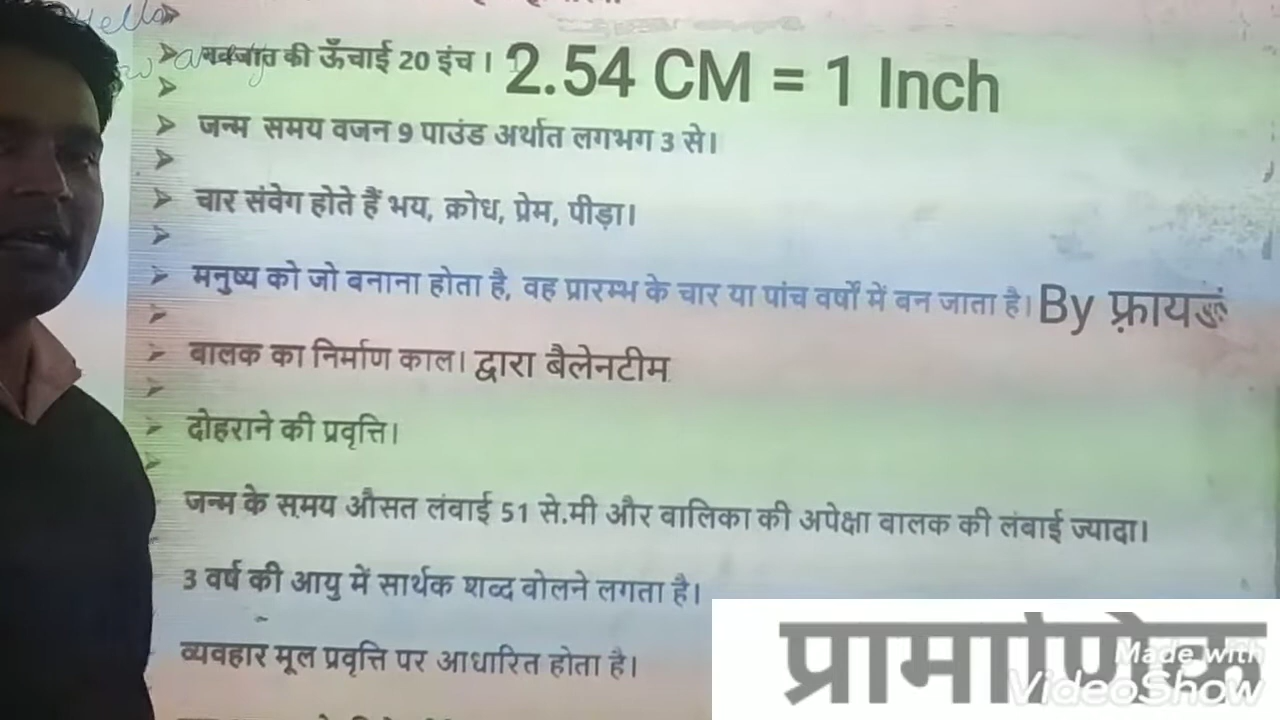 Hello
नवजात की ऊँचाई 20 इंच । 2.54 CM = 1 Inch
जन्म समय वजन 9 पाउंड अर्थात लगभग 3 से।
चार संवेग होते हैं भय, क्रोध, प्रेम, पीड़ा।
मनुष्य को जो बनाना होता है, वह प्रारम्भ के चार या पांच वर्षों में बन जाता है। By फ़्रायड
बालक का निर्माण काल। द्वारा बैलेनटीम
दोहराने की प्रवृत्ति।
जन्म के समय औसत लंबाई 51 से.मी और बालिका की अपेक्षा बालक की लंबाई ज्यादा।
3 वर्ष की आयु में सार्थक शब्द बोलने लगता है।
व्यवहार मूल प्रवृत्ति पर आधारित होता है।
प्रामाणिक
Made with
VideoShow